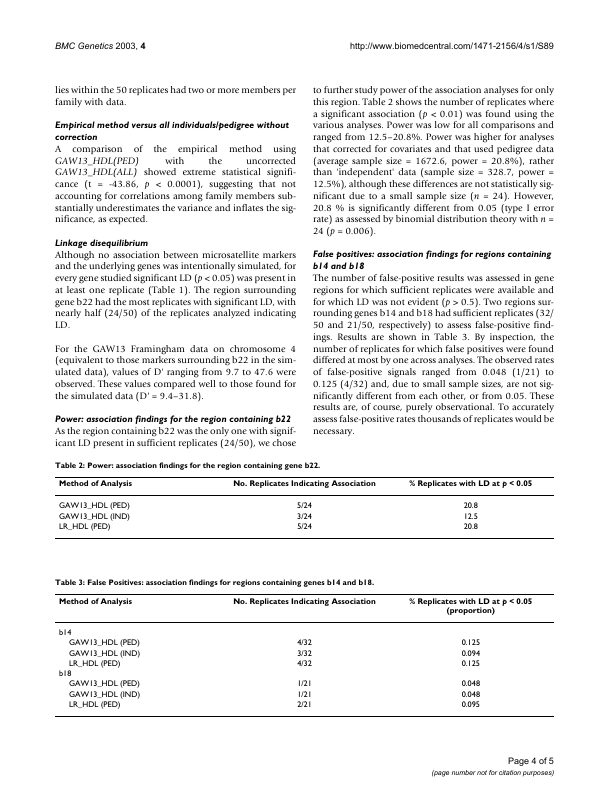 BMC Genetics 2003, 4
http://www.biomedcentral.com/1471-2156/4/s1/S89
lies within the 50 replicates had two or more members per
family with data.
Empirical method versus all individuals/pedigree without
correction
A comparison of the empirical method using
GAW13_HDL(PED) with the uncorrected
GAW13_HDL(ALL) showed extreme statistical signifi-
cance (t = -43.86, p < 0.0001), suggesting that not
accounting for correlations among family members sub-
stantially underestimates the variance and inflates the sig-
nificance, as expected.
Linkage disequilibrium
Although no association between microsatellite markers
and the underlying genes was intentionally simulated, for
every gene studied significant LD (p < 0.05) was present in
at least one replicate (Table 1). The region surrounding
gene b22 had the most replicates with significant LD, with
nearly half (24/50) of the replicates analyzed indicating
LD.
For the GAW13 Framingham data on chromosome 4
(equivalent to those markers surrounding b22 in the sim-
ulated data), values of D' ranging from 9.7 to 47.6 were
observed. These values compared well to those found for
the simulated data (D' = 9.4–31.8).
Power: association findings for the region containing b22
As the region containing b22 was the only one with signif-
icant LD present in sufficient replicates (24/50), we chose
to further study power of the association analyses for only
this region. Table 2 shows the number of replicates where
a significant association (p < 0.01) was found using the
various analyses. Power was low for all comparisons and
ranged from 12.5–20.8%. Power was higher for analyses
that corrected for covariates and that used pedigree data
(average sample size = 1672.6, power = 20.8%), rather
than 'independent' data (sample size = 328.7, power =
12.5%), although these differences are not statistically sig-
nificant due to a small sample size (n = 24). However,
20.8 % is significantly different from 0.05 (type I error
rate) as assessed by binomial distribution theory with n =
24 (p = 0.006).
False positives: association findings for regions containing
b14 and b18
The number of false-positive results was assessed in gene
regions for which sufficient replicates were available and
for which LD was not evident (p > 0.5). Two regions sur-
rounding genes b14 and b18 had sufficient replicates (32/
50 and 21/50, respectively) to assess false-positive find-
ings. Results are shown in Table 3. By inspection, the
number of replicates for which false positives were found
differed at most by one across analyses. The observed rates
of false-positive signals ranged from 0.048 (1/21) to
0.125 (4/32) and, due to small sample sizes, are not sig-
nificantly different from each other, or from 0.05. These
results are, of course, purely observational. To accurately
assess false-positive rates thousands of replicates would be
necessary.
Table 2: Power: association findings for the region containing gene b22.
Method of Analysis No. Replicates Indicating Association % Replicates with LD at p < 0.05
GAW13_HDL (PED) 5/24 20.8
GAW13_HDL (IND) 3/24 12.5
LR_HDL (PED) 5/24 20.8
Table 3: False Positives: association findings for regions containing genes b14 and b18.
Method of Analysis No. Replicates Indicating Association % Replicates with LD at p < 0.05
(proportion)
b14
GAW13_HDL (PED) 4/32 0.125
GAW13_HDL (IND) 3/32 0.094
LR_HDL (PED) 4/32 0.125
b18
GAW13_HDL (PED) 1/21 0.048
GAW13_HDL (IND) 1/21 0.048
LR_HDL (PED) 2/21 0.095
Page 4 of 5
(page number not for citation purposes)